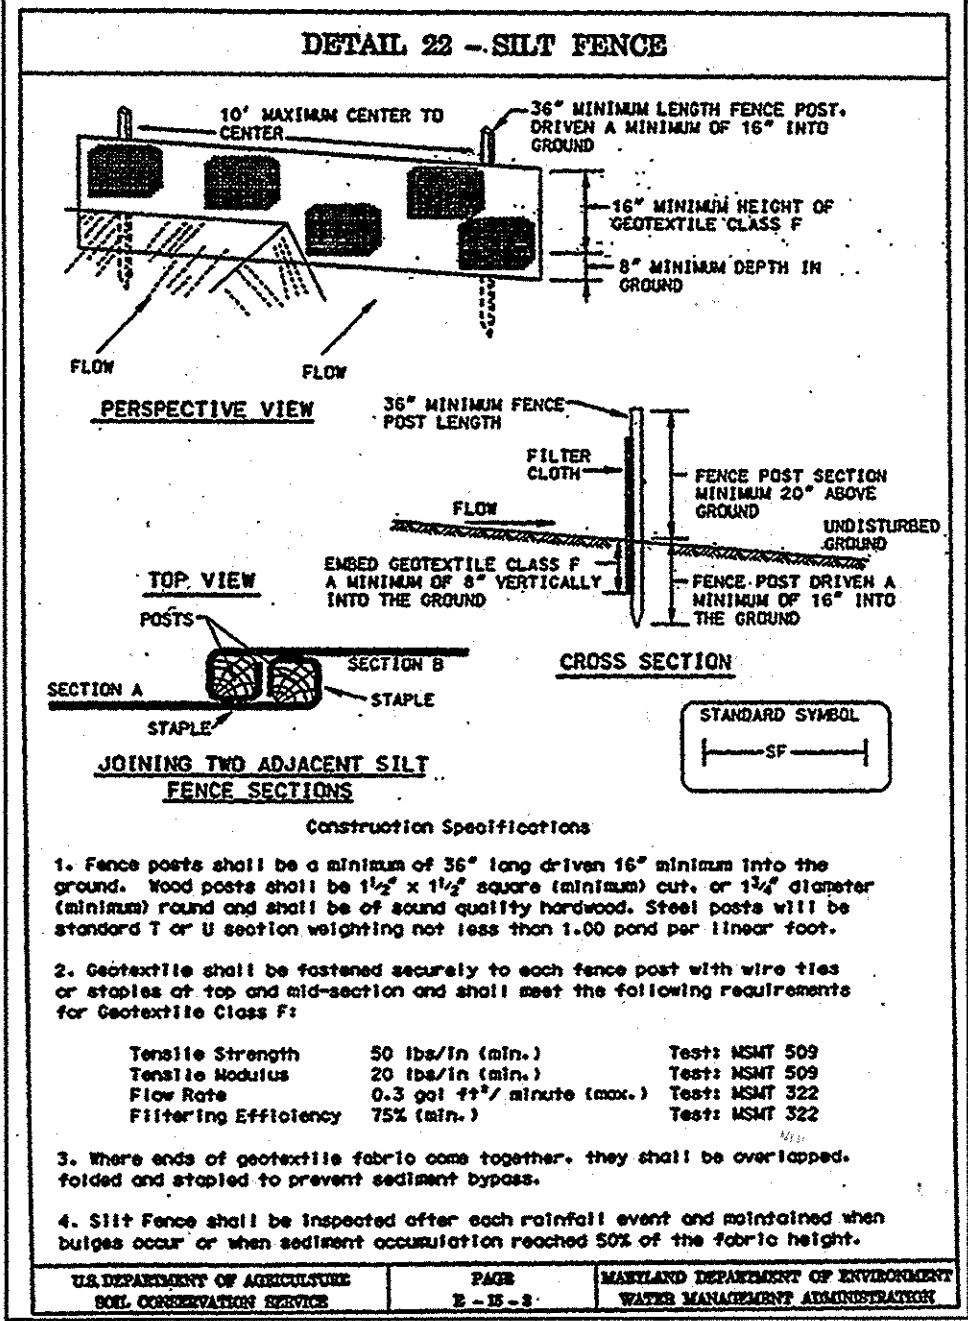 DETAIL 22 - SILT FENCE
10' MAXIMUM CENTER TO
CENTER
36" MINIMUM LENGTH FENCE POST.
DRIVEN A MINIMUM OF 16" INTO
GROUND
16" MINIMUM HEIGHT OF
GEOTEXTILE CLASS F
8" MINIMUM DEPTH IN
GROUND
FLOW
FLOW
PERSPECTIVE VIEW
36" MINIMUM FENCE
POST LENGTH
FILTER
CLOTH
FENCE POST SECTION
MINIMUM 20" ABOVE
GROUND
FLOW
UNDISTURBED
GROUND
EMBED GEOTEXTILE CLASS F
A MINIMUM OF 8" VERTICALLY
INTO THE GROUND
FENCE POST DRIVEN A
MINIMUM OF 16" INTO
THE GROUND
CROSS SECTION
TOP VIEW
POSTS
SECTION B
SECTION A
STAPLE
STAPLE
JOINING TWO ADJACENT SILT
FENCE SECTIONS
STANDARD SYMBOL
SF
Construction Specifications
1. Fence posts shall be a minimum of 36" long driven 16" minimum into the
ground. Wood posts shall be 1 1/2" x 1 1/2" square (minimum) cut. or 1 3/4" diameter
(minimum) round and shall be of sound quality hardwood. Steel posts will be
standard T or U section weighting not less than 1.00 pond per linear foot.
2. Geotextile shall be fastened securely to each fence post with wire ties
or staples at top and mid-section and shall meet the following requirements
for Geotextile Class F:
Tensile Strength 50 lbs/in (min.) Test: MSMT 509
Tensile Modulus 20 lbs/in (min.) Test: MSMT 509
Flow Rate 0.3 gal ft²/ minute (max.) Test: MSMT 322
Filtering Efficiency 75% (min.) Test: MSMT 322
3. Where ends of geotextile fabric come together, they shall be overlapped.
folded and stapled to prevent sediment bypass.
4. Silt Fence shall be inspected after each rainfall event and maintained when
bulges occur or when sediment accumulation reached 50% of the fabric height.
U.S. DEPARTMENT OF AGRICULTURE
SOIL CONSERVATION SERVICE
PAGE
E - 15 - 3
MARYLAND DEPARTMENT OF ENVIRONMENT
WATER MANAGEMENT ADMINISTRATION